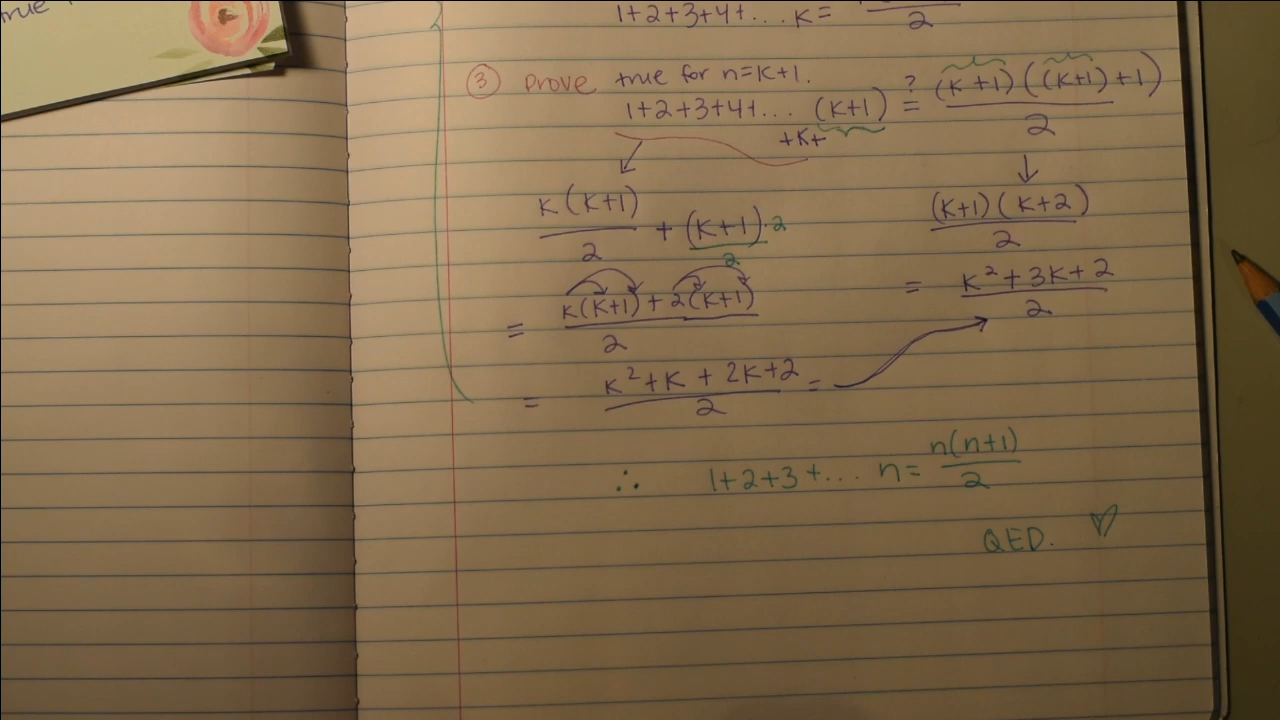 true
1+2+3+4+... K = /2
③ Prove true for n=K+1.
1+2+3+4+... +K+ (K+1) ≟ (K+1)((K+1)+1)/2
K(K+1)/2 + (K+1)·2/2
(K+1)(K+2)/2
= K(K+1)+2(K+1)/2
= K²+3K+2/2
= K²+K+2K+2/2 =
∴ 1+2+3+... n = n(n+1)/2
QED. ♡